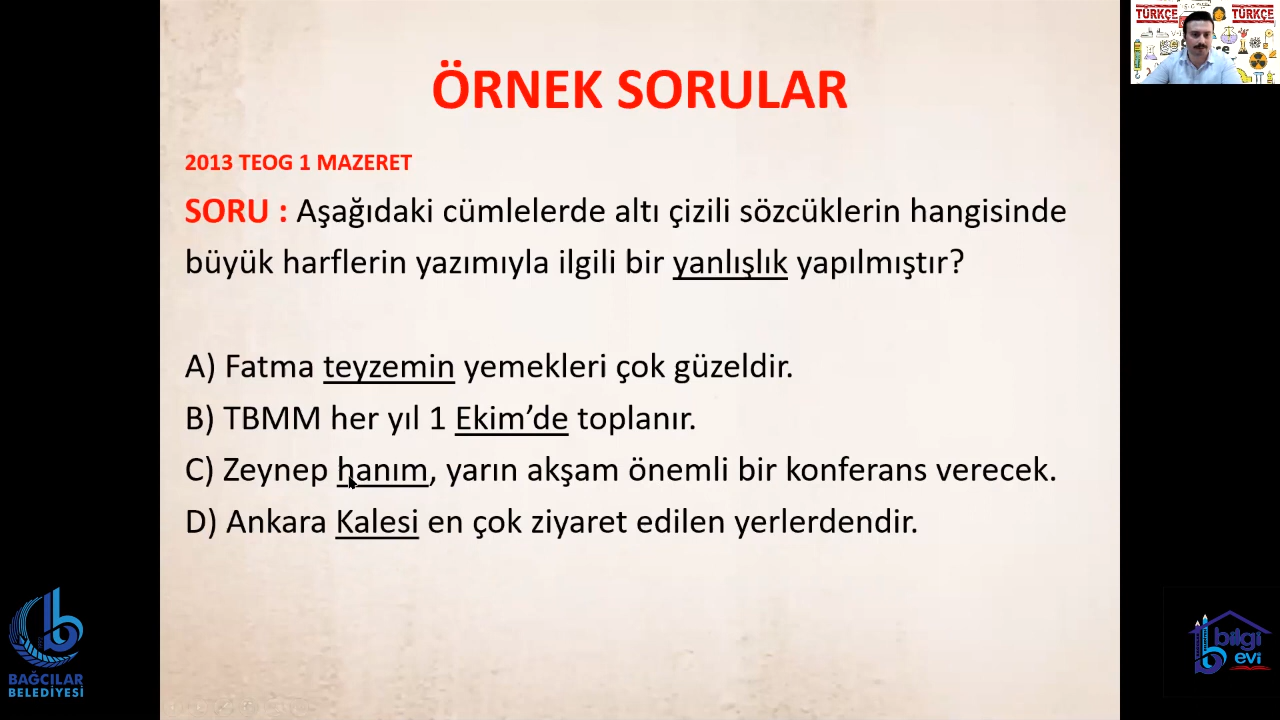 ÖRNEK SORULAR
2013 TEOG 1 MAZERET
SORU : Aşağıdaki cümlelerde altı çizili sözcüklerin hangisinde
büyük harflerin yazımıyla ilgili bir yanlışlık yapılmıştır?
A) Fatma teyzemin yemekleri çok güzeldir.
B) TBMM her yıl 1 Ekim’de toplanır.
C) Zeynep hanım, yarın akşam önemli bir konferans verecek.
D) Ankara Kalesi en çok ziyaret edilen yerlerdendir.
TÜRKÇE
TÜRKÇE
BAĞCILAR
BELEDİYESİ
bilgi
evi